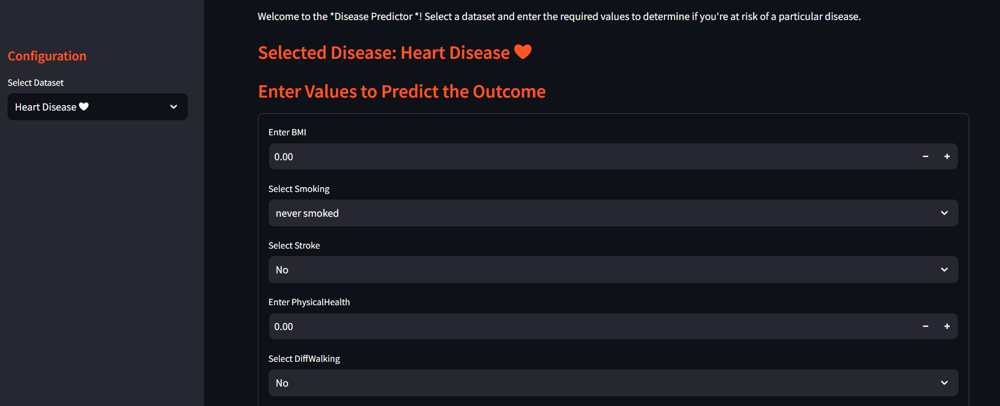 Configuration
Select Dataset
Heart Disease 🤍
Welcome to the *Disease Predictor *! Select a dataset and enter the required values to determine if you're at risk of a particular disease.
Selected Disease: Heart Disease ❤
Enter Values to Predict the Outcome
Enter BMI
0.00
Select Smoking
never smoked
Select Stroke
No
Enter PhysicalHealth
0.00
Select DiffWalking
No